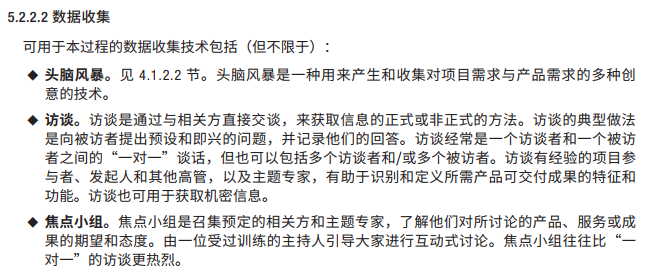 5.2.2.2 数据收集
可用于本过程的数据收集技术包括（但不限于）：
◆ 头脑风暴。见 4.1.2.2 节。头脑风暴是一种用来产生和收集对项目需求与产品需求的多种创
意的技术。
◆ 访谈。访谈是通过与相关方直接交谈，来获取信息的正式或非正式的方法。访谈的典型做法
是向被访者提出预设和即兴的问题，并记录他们的回答。访谈经常是一个访谈者和一个被访
者之间的“一对一”谈话，但也可以包括多个访谈者和/或多个被访者。访谈有经验的项目参
与者、发起人和其他高管，以及主题专家，有助于识别和定义所需产品可交付成果的特征和
功能。访谈也可用于获取机密信息。
◆ 焦点小组。焦点小组是召集预定的相关方和主题专家，了解他们对所讨论的产品、服务或成
果的期望和态度。由一位受过训练的主持人引导大家进行互动式讨论。焦点小组往往比“一
对一”的访谈更热烈。